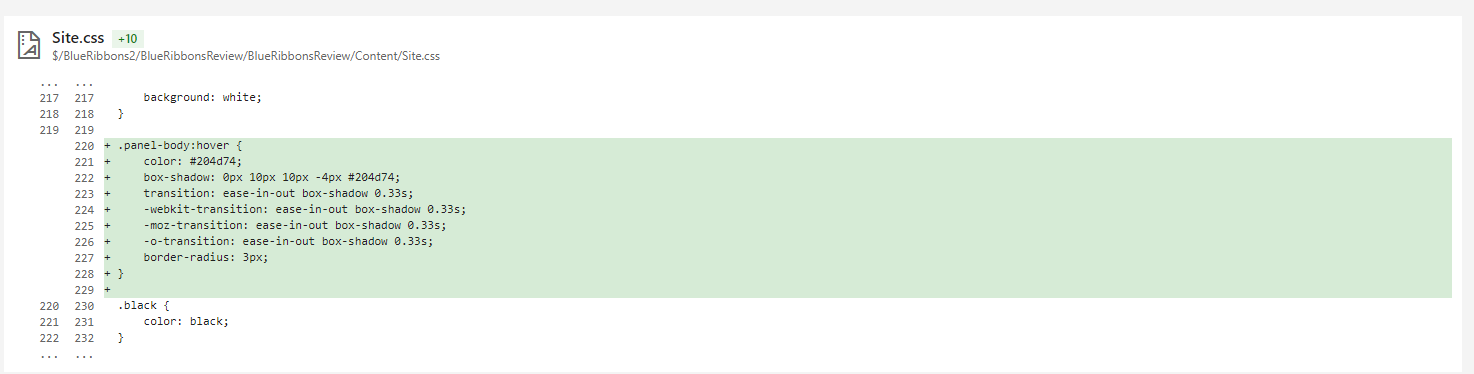 Site.css +10
$/BlueRibbons2/BlueRibbonsReview/BlueRibbonsReview/Content/Site.css
... ...
217 217 background: white;
218 218 }
219 219
220 + .panel-body:hover {
221 + color: #204d74;
222 + box-shadow: 0px 10px 10px -4px #204d74;
223 + transition: ease-in-out box-shadow 0.33s;
224 + -webkit-transition: ease-in-out box-shadow 0.33s;
225 + -moz-transition: ease-in-out box-shadow 0.33s;
226 + -o-transition: ease-in-out box-shadow 0.33s;
227 + border-radius: 3px;
228 + }
229 +
220 230 .black {
221 231 color: black;
222 232 }
... ...